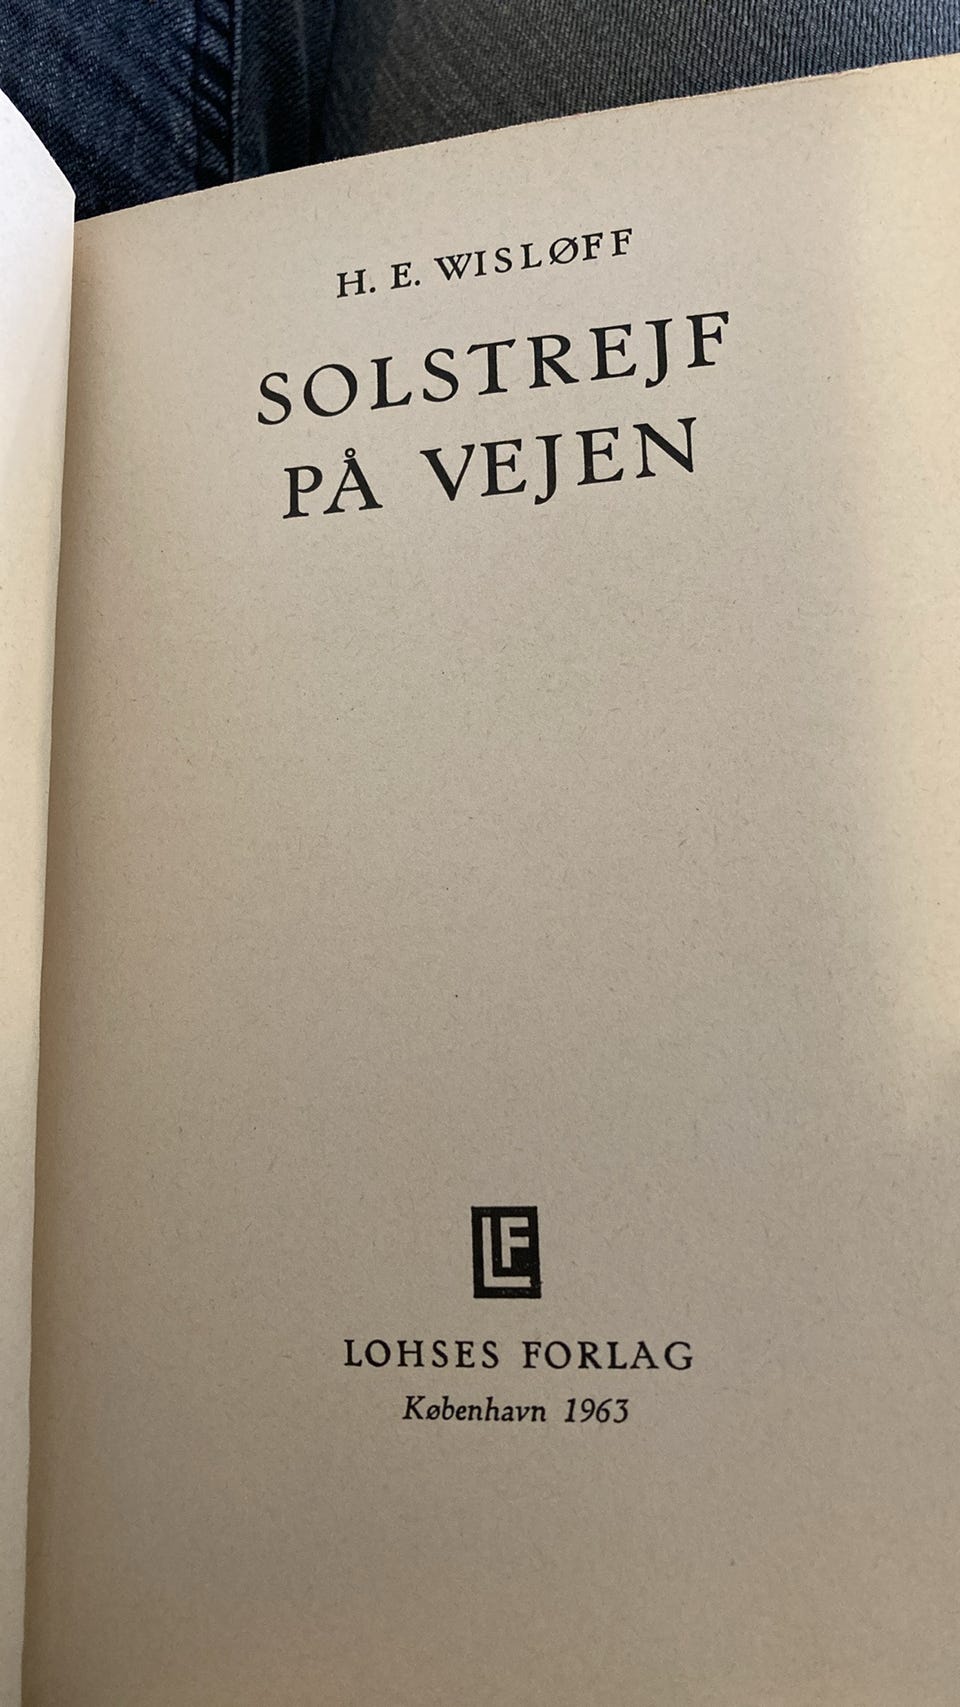 H. E. WISLØFF
SOLSTREJF
PÅ VEJEN
LF
LOHSES FORLAG
København 1963